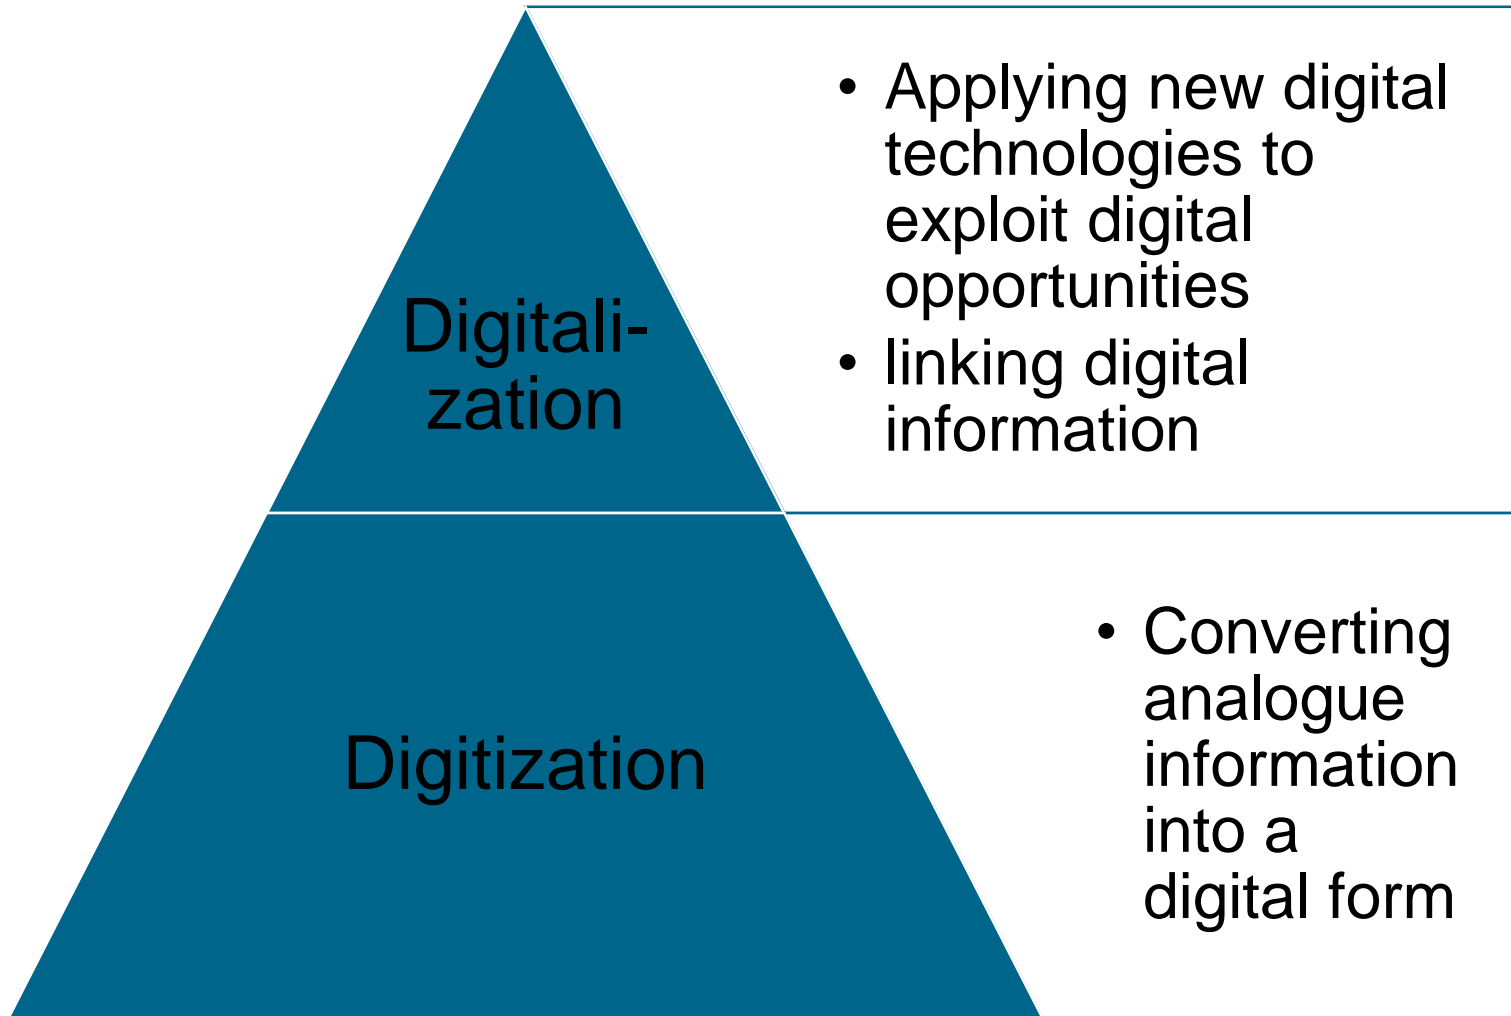 Digitali-
zation
• Applying new digital
technologies to
exploit digital
opportunities
• linking digital
information
Digitization
• Converting
analogue
information
into a
digital form